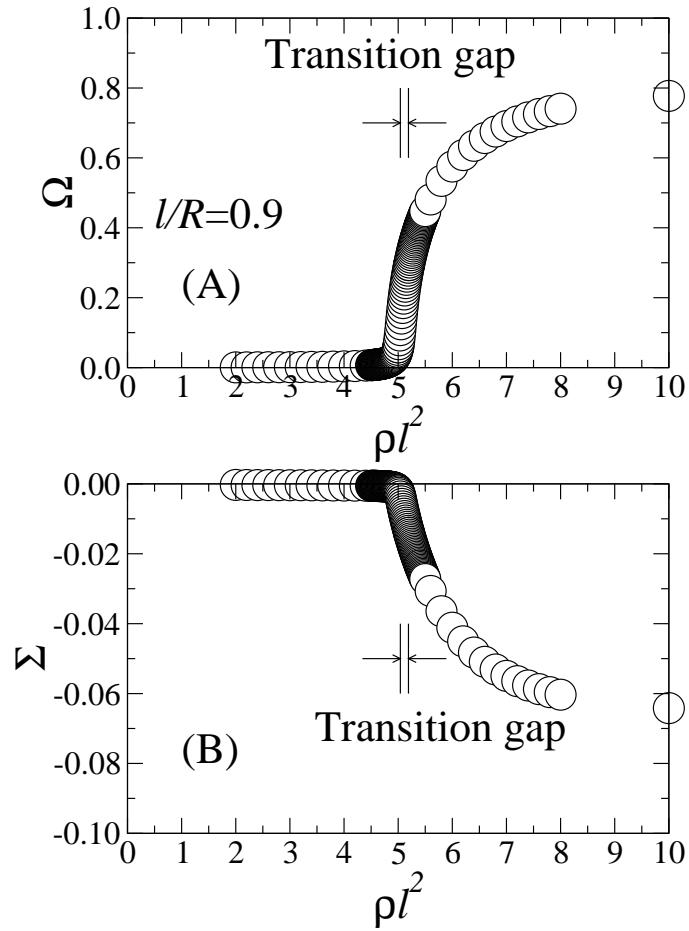 1.0
Transition gap
0.8
0.6
Ω
l/R=0.9
0.4
(A)
0.2
0.0
0 1 2 3 4 5 6 7 8 9 10
ρl²
0.00
-0.02
-0.04
Σ
-0.06
Transition gap
(B)
-0.08
-0.10
0 1 2 3 4 5 6 7 8 9 10
ρl²